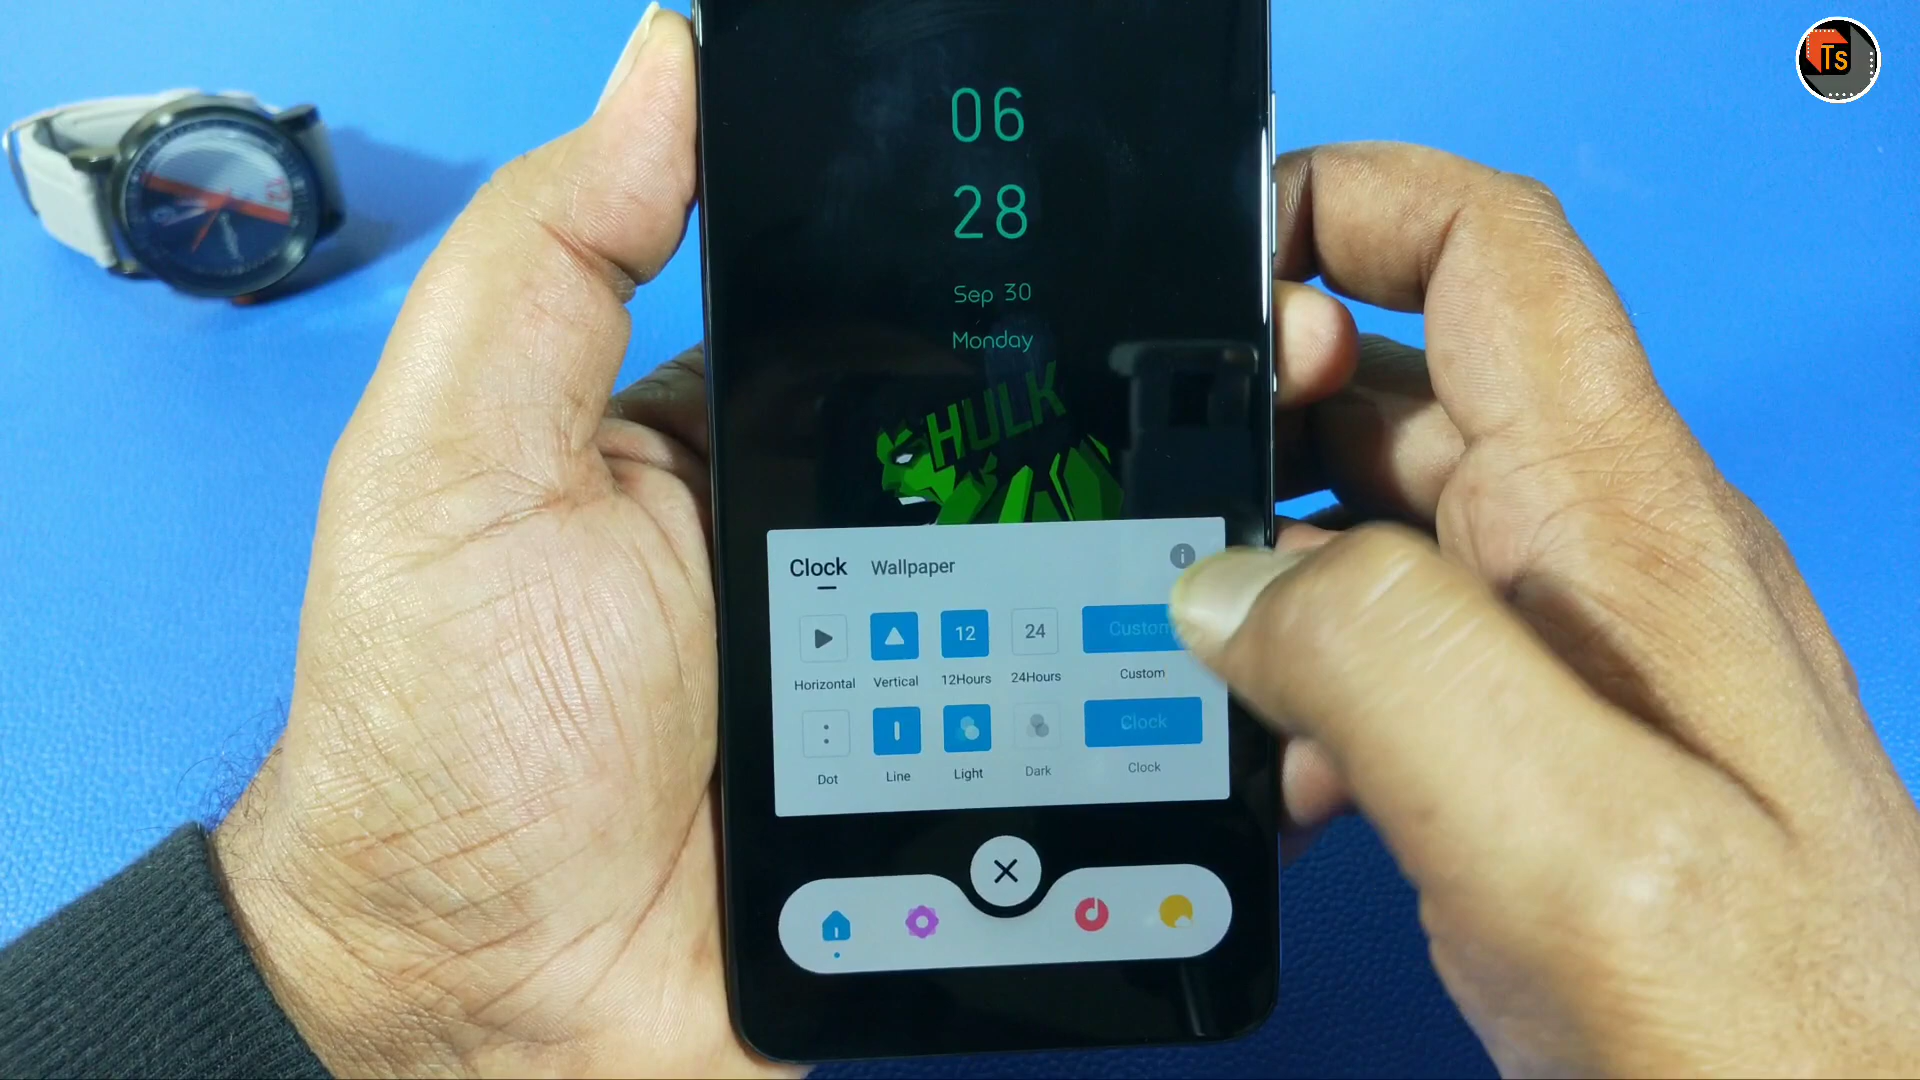 Ts
06
28
Sep 30
Monday
HULK
Clock Wallpaper i
12 24 Custom
Horizontal Vertical 12Hours 24Hours Custom
Clock
Dot Line Light Dark Clock